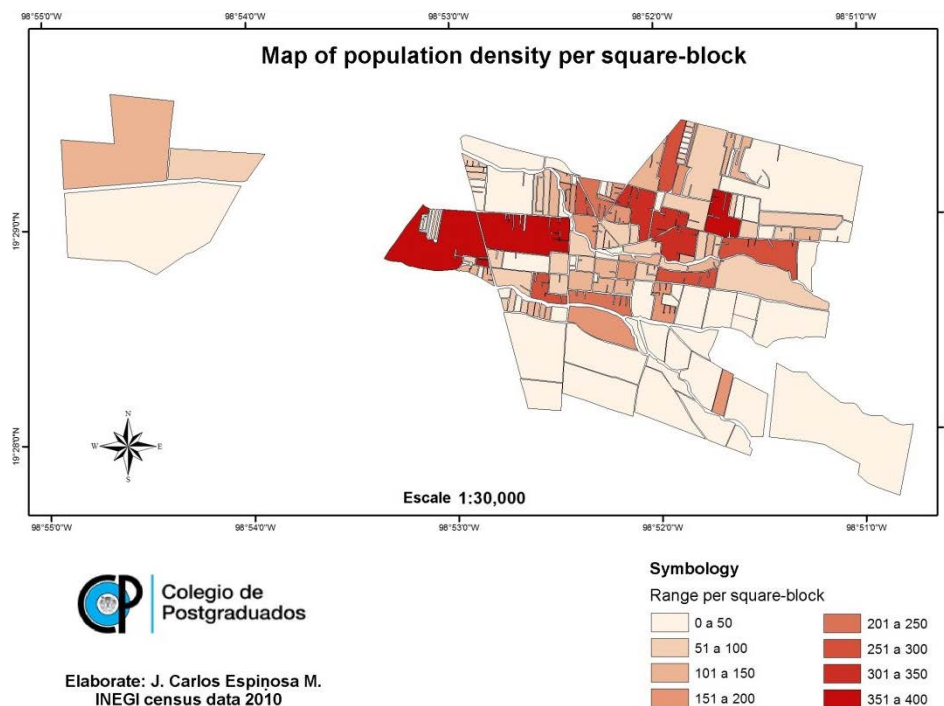 98°55'0"W 98°54'0"W 98°53'0"W 98°52'0"W 98°51'0"W
Map of population density per square-block
19°29'0"N
19°28'0"N
N
W E
S
Escale 1:30,000
98°55'0"W 98°54'0"W 98°53'0"W 98°52'0"W 98°51'0"W
CP
Colegio de
Postgraduados
Elaborate: J. Carlos Espinosa M.
INEGI census data 2010
Symbology
Range per square-block
0 a 50 201 a 250
51 a 100 251 a 300
101 a 150 301 a 350
151 a 200 351 a 400